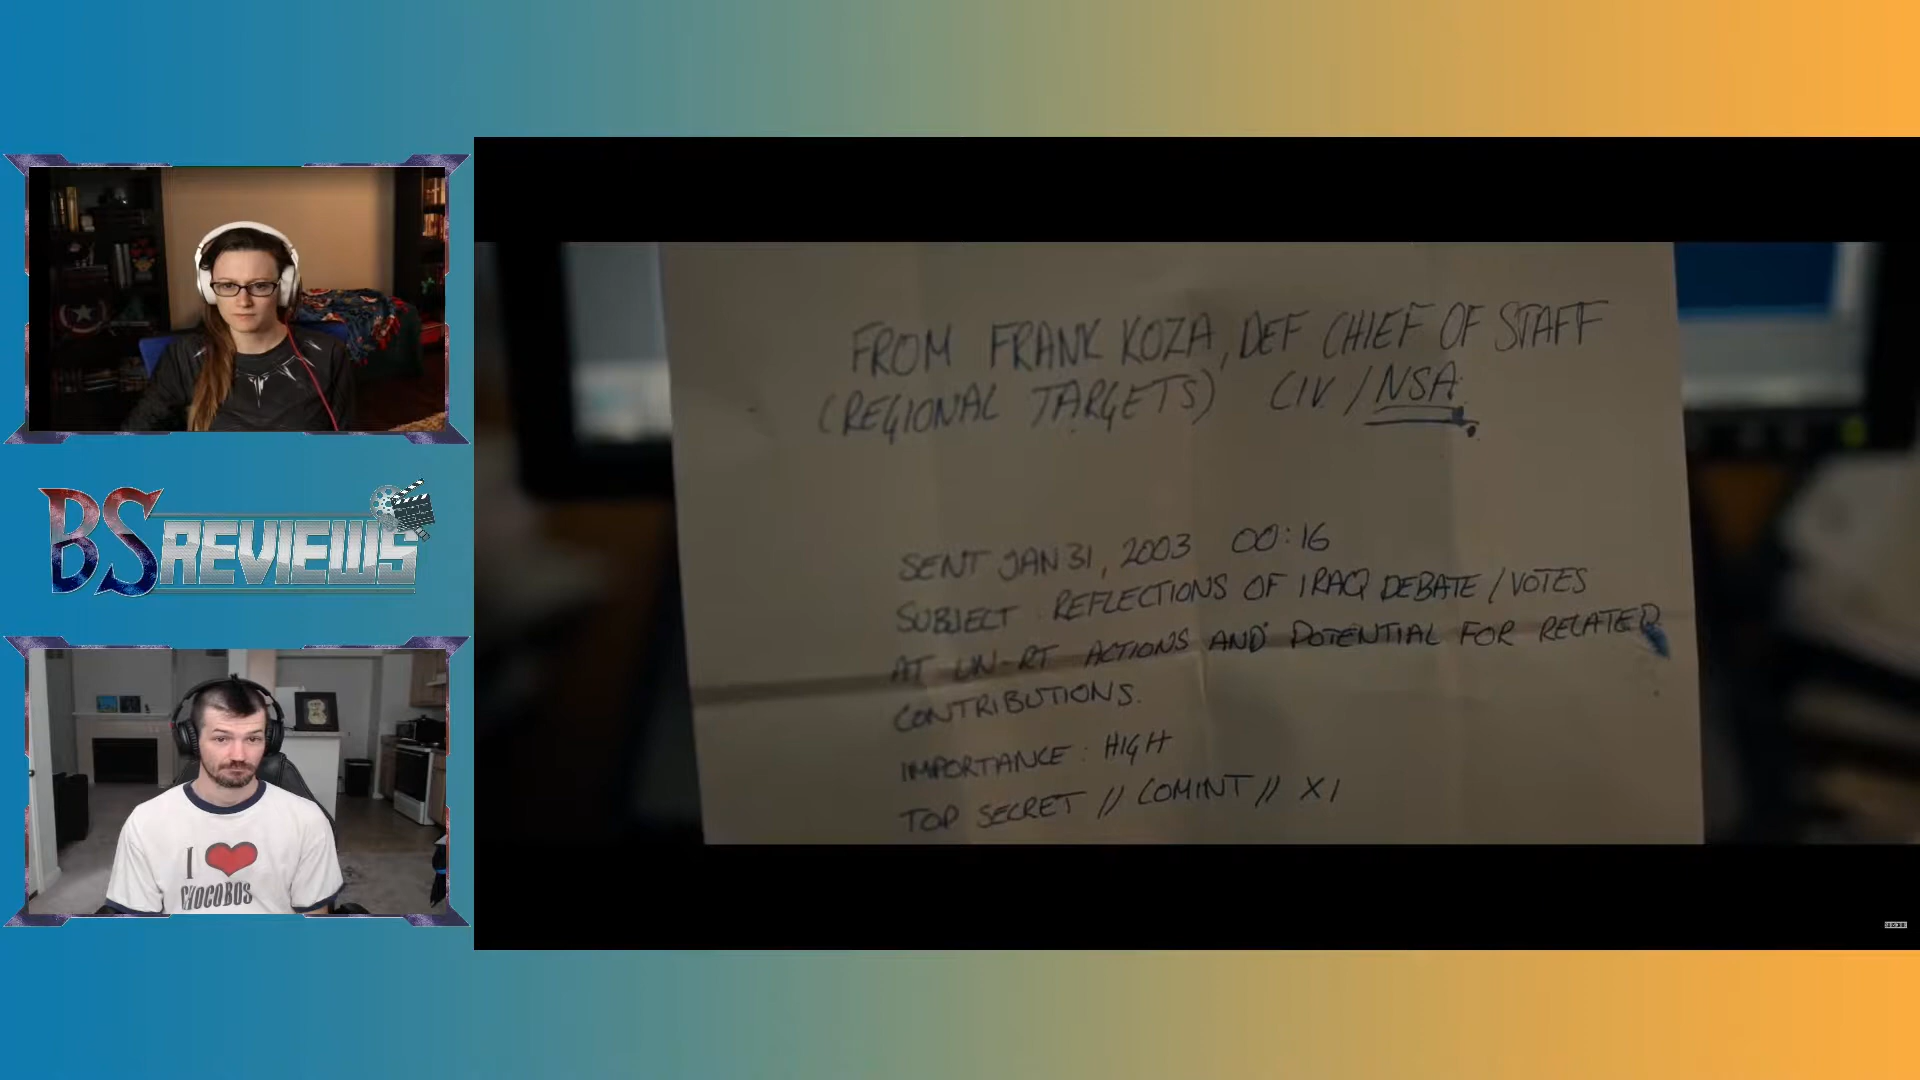 FROM FRANK KOZA, DEF CHIEF OF STAFF
(REGIONAL TARGETS) CIV / NSA.
SENT JAN 31, 2003 00:16
SUBJECT : REFLECTIONS OF IRAQ DEBATE / VOTES
AT UN-RT ACTIONS AND POTENTIAL FOR RELATED
CONTRIBUTIONS.
IMPORTANCE : HIGH
TOP SECRET // COMINT // X1
BS REVIEWS
I ❤ CHOCOBOS